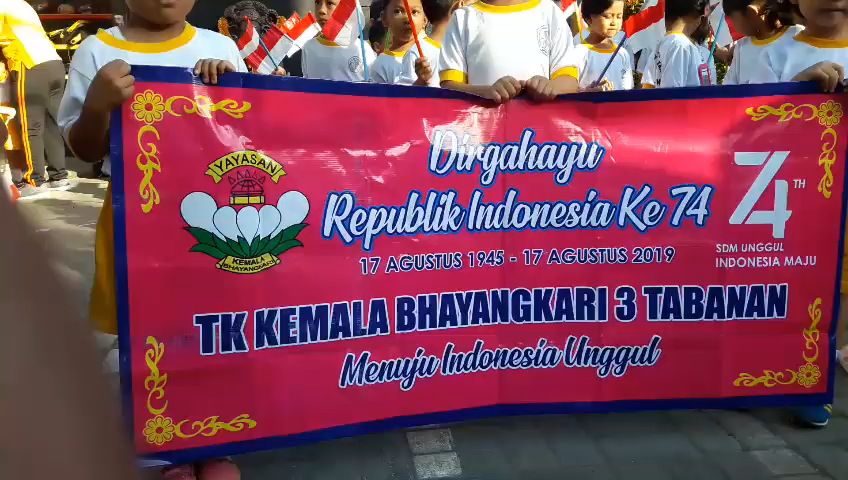 YAYASAN
KEMALA
BHAYANGKARI
Dirgahayu
Republik Indonesia Ke 74
17 AGUSTUS 1945 - 17 AGUSTUS 2019
74 TH
SDM UNGGUL
INDONESIA MAJU
TK KEMALA BHAYANGKARI 3 TABANAN
Menuju Indonesia Unggul